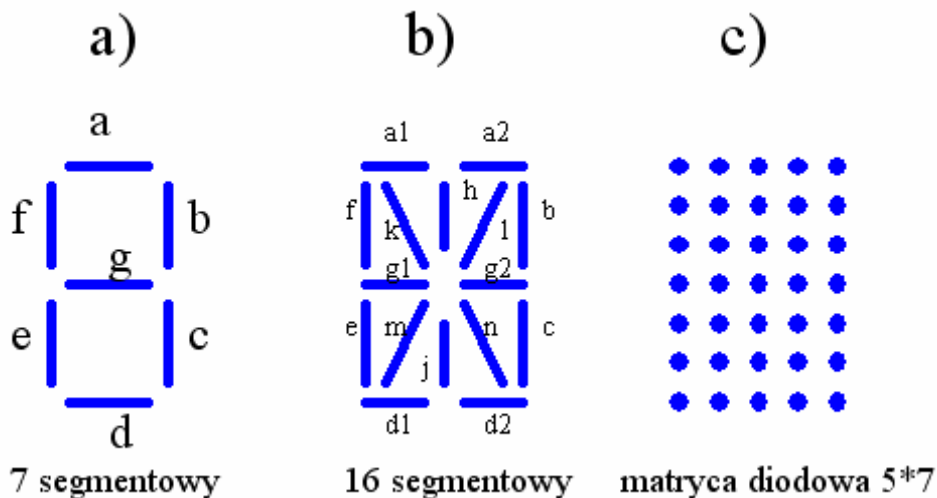 a) b) c)
a a1 a2
f b f h b
k l
g g1 g2
e c e m n c
j
d d1 d2
7 segmentowy 16 segmentowy matryca diodowa 5*7